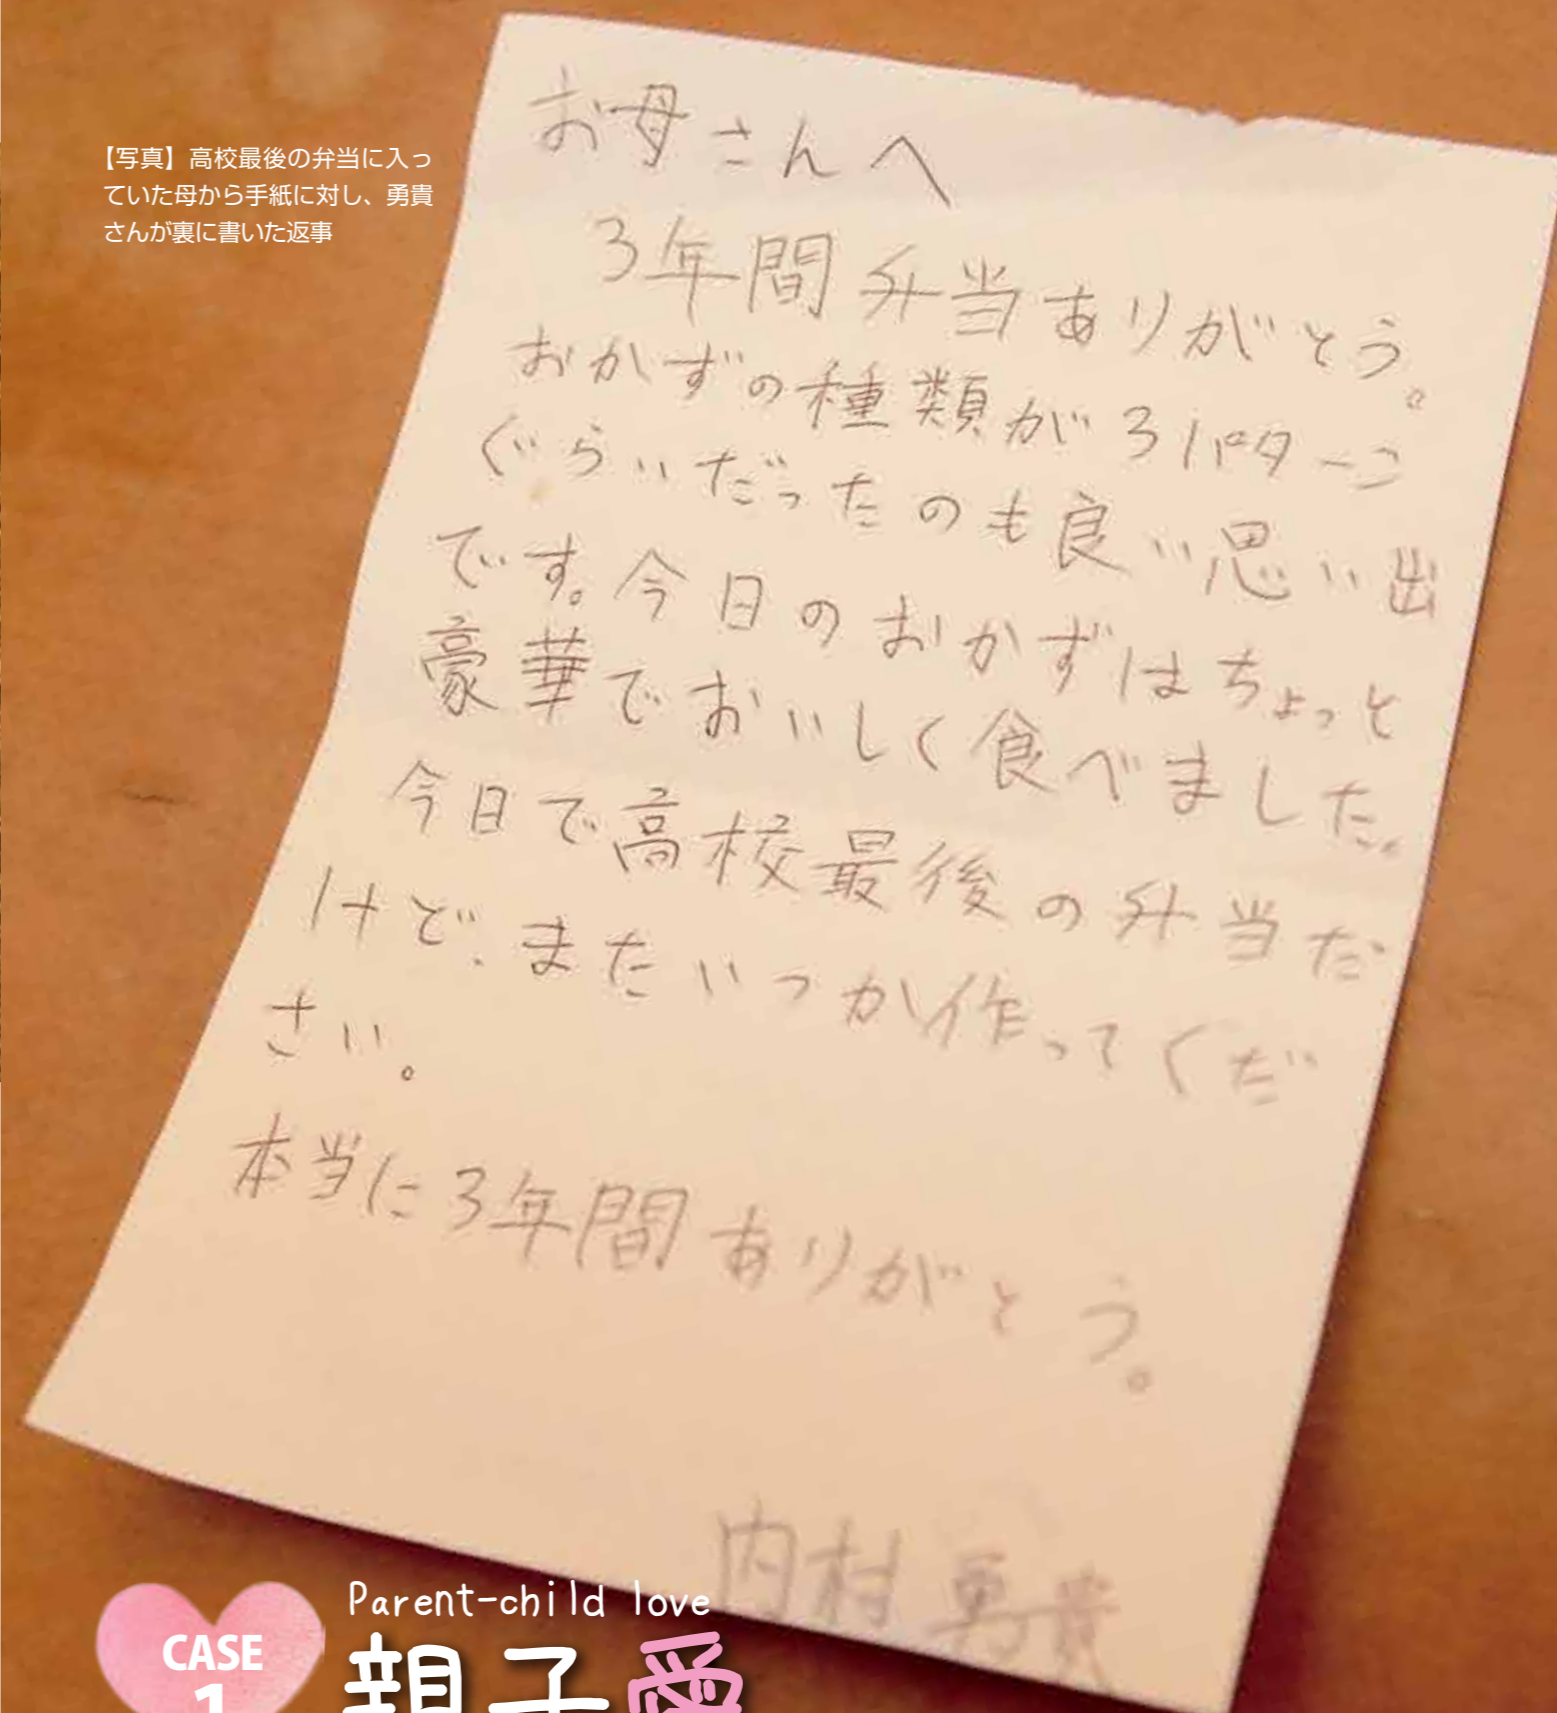 【写真】高校最後の弁当に入っ
ていた母から手紙に対し、勇貴
さんが裏に書いた返事
お母さんへ
3年間弁当ありがとう。
おかずの種類が3パターン
ぐらいだったのも良い思い出
です。今日のおかずはちょっと
豪華でおいしく食べました。
今日で高校最後の弁当だ
けど、またいつか作ってくだ
さい。
本当に3年間ありがとう。
内村勇貴
CASE
1
Parent-child love
親子愛